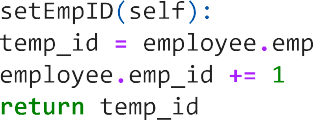 setEmpID(self):
temp_id = employee.emp
employee.emp_id += 1
return temp_id